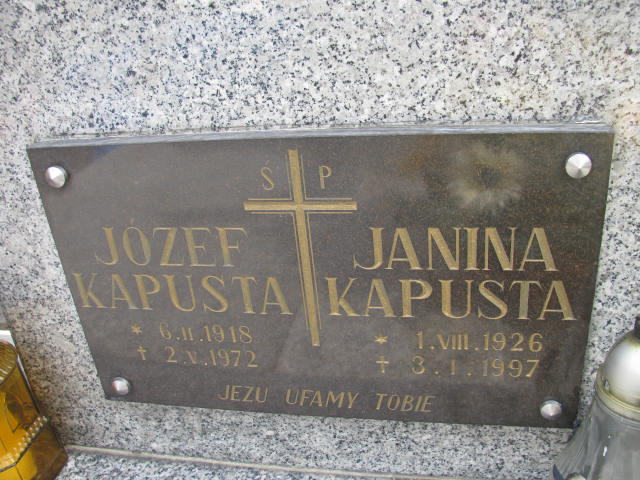 Ś P
JÓZEF
KAPUSTA
* 6.II.1918
† 2.V.1972
JANINA
KAPUSTA
* 1.VIII.1926
† 3.I.1997
JEZU UFAMY TOBIE